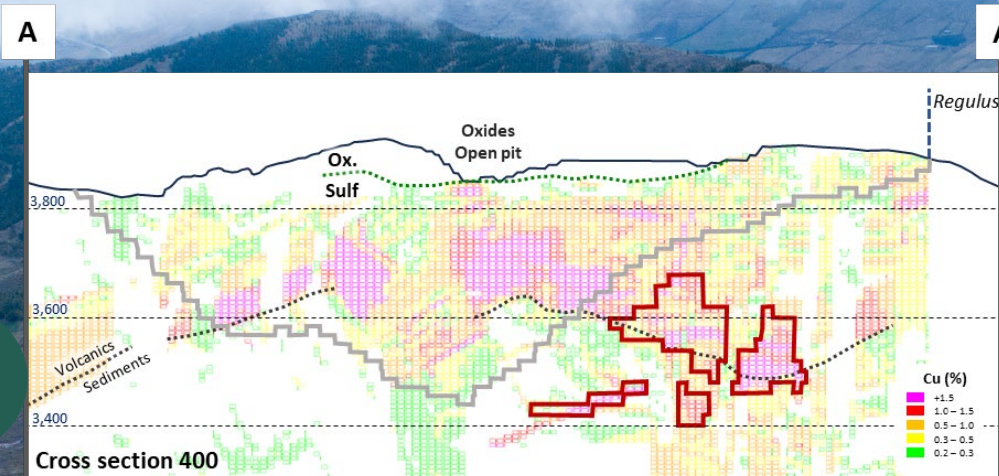 A
A
Regulus
Oxides
Open pit
Ox.
Sulf
3,800
3,600
Volcanics
Sediments
3,400
Cu (%)
+1.5
1.0 – 1.5
0.5 – 1.0
0.3 – 0.5
0.2 – 0.3
Cross section 400